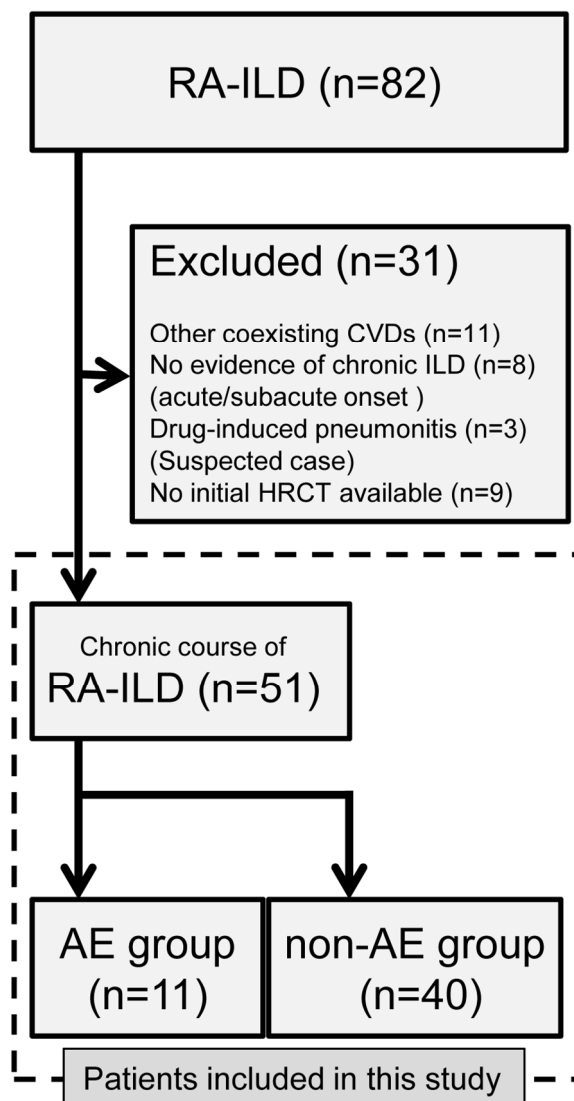 RA-ILD (n=82)
Excluded (n=31)
Other coexisting CVDs (n=11)
No evidence of chronic ILD (n=8)
(acute/subacute onset )
Drug-induced pneumonitis (n=3)
(Suspected case)
No initial HRCT available (n=9)
Chronic course of
RA-ILD (n=51)
AE group
(n=11)
non-AE group
(n=40)
Patients included in this study